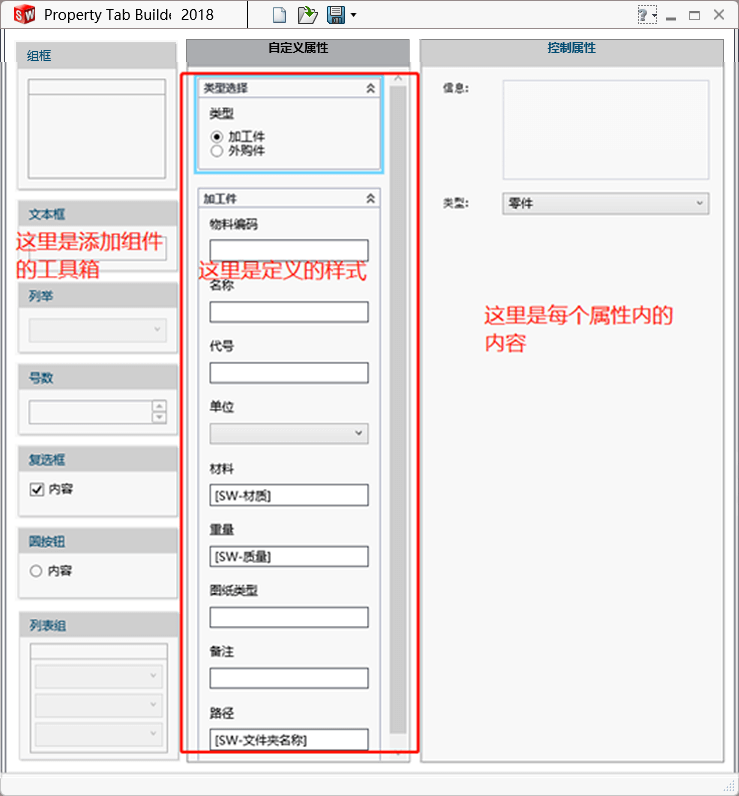 SW Property Tab Builde 2018
组框
文本框
这里是添加组件
的工具箱
列举
号数
复选框
内容
圆按钮
内容
列表组
自定义属性
类型选择
类型
加工件
外购件
加工件
物料编码
这里是定义的样式
名称
代号
单位
材料
[SW-材质]
重量
[SW-质量]
图纸类型
备注
路径
[SW-文件夹名称]
控制属性
信息:
类型:
零件
这里是每个属性内的
内容